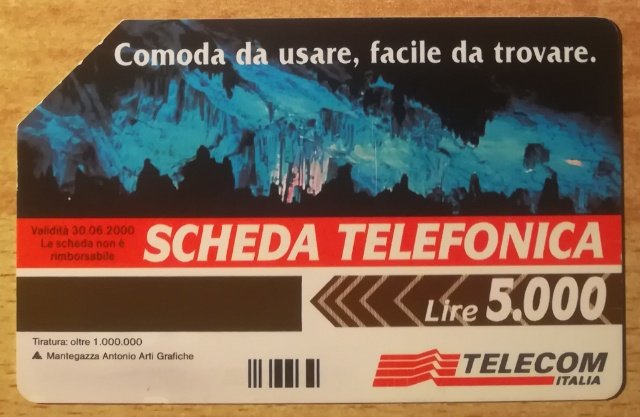 Comoda da usare, facile da trovare.
Validità 30.06.2000
La scheda non è
rimborsabile
SCHEDA TELEFONICA
Lire 5.000
Tiratura: oltre 1.000.000
▲ Mantegazza Antonio Arti Grafiche
TELECOM
ITALIA